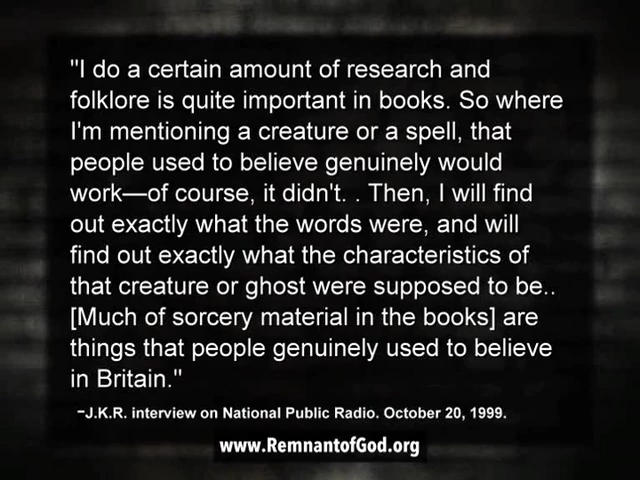 "I do a certain amount of research and
folklore is quite important in books. So where
I'm mentioning a creature or a spell, that
people used to believe genuinely would
work—of course, it didn't. . Then, I will find
out exactly what the words were, and will
find out exactly what the characteristics of
that creature or ghost were supposed to be..
[Much of sorcery material in the books] are
things that people genuinely used to believe
in Britain."
-J.K.R. interview on National Public Radio. October 20, 1999.
www.RemnantofGod.org